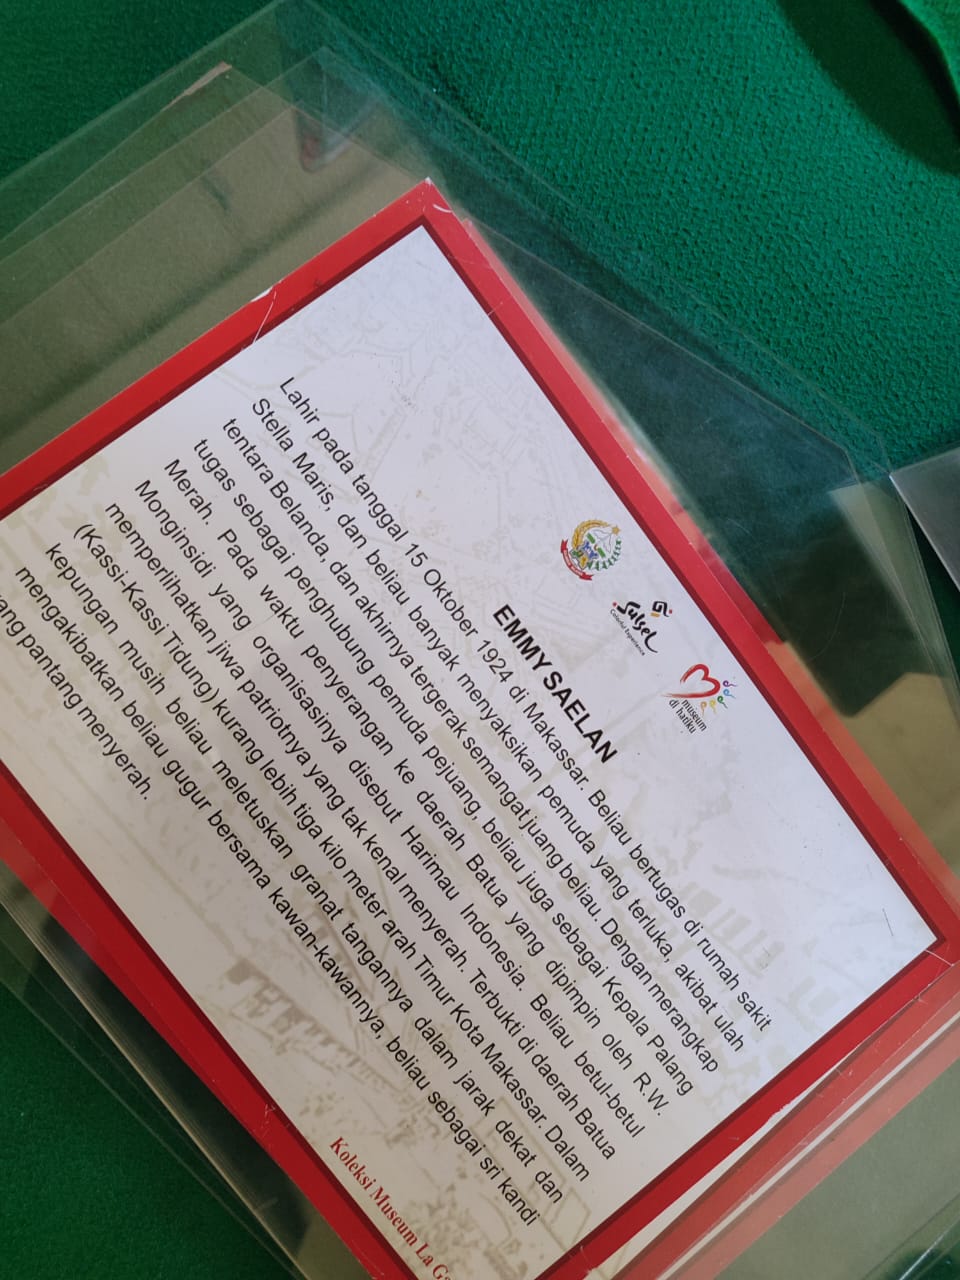 Sulsel
Colorful Experience
museum
di hatiku
EMMY SAELAN
Lahir pada tanggal 15 Oktober 1924 di Makassar. Beliau bertugas di rumah sakit
Stella Maris, dan beliau banyak menyaksikan pemuda yang terluka, akibat ulah
tentara Belanda, dan akhirnya tergerak semangat juang beliau. Dengan merangkap
tugas sebagai penghubung pemuda pejuang, beliau juga sebagai Kepala Palang
Merah. Pada waktu penyerangan ke daerah Batua yang dipimpin oleh R.W.
Monginsidi yang organisasinya disebut Harimau Indonesia. Beliau betul-betul
memperlihatkan jiwa patriotnya yang tak kenal menyerah. Terbukti di daerah Batua
(Kassi-Kassi Tidung) kurang lebih tiga kilo meter arah Timur Kota Makassar. Dalam
kepungan musih beliau meletuskan granat tangannya dalam jarak dekat dan
mengakibatkan beliau gugur bersama kawan-kawannya, beliau sebagai sri kandi
ang pantang menyerah.
Koleksi Museum La Ga